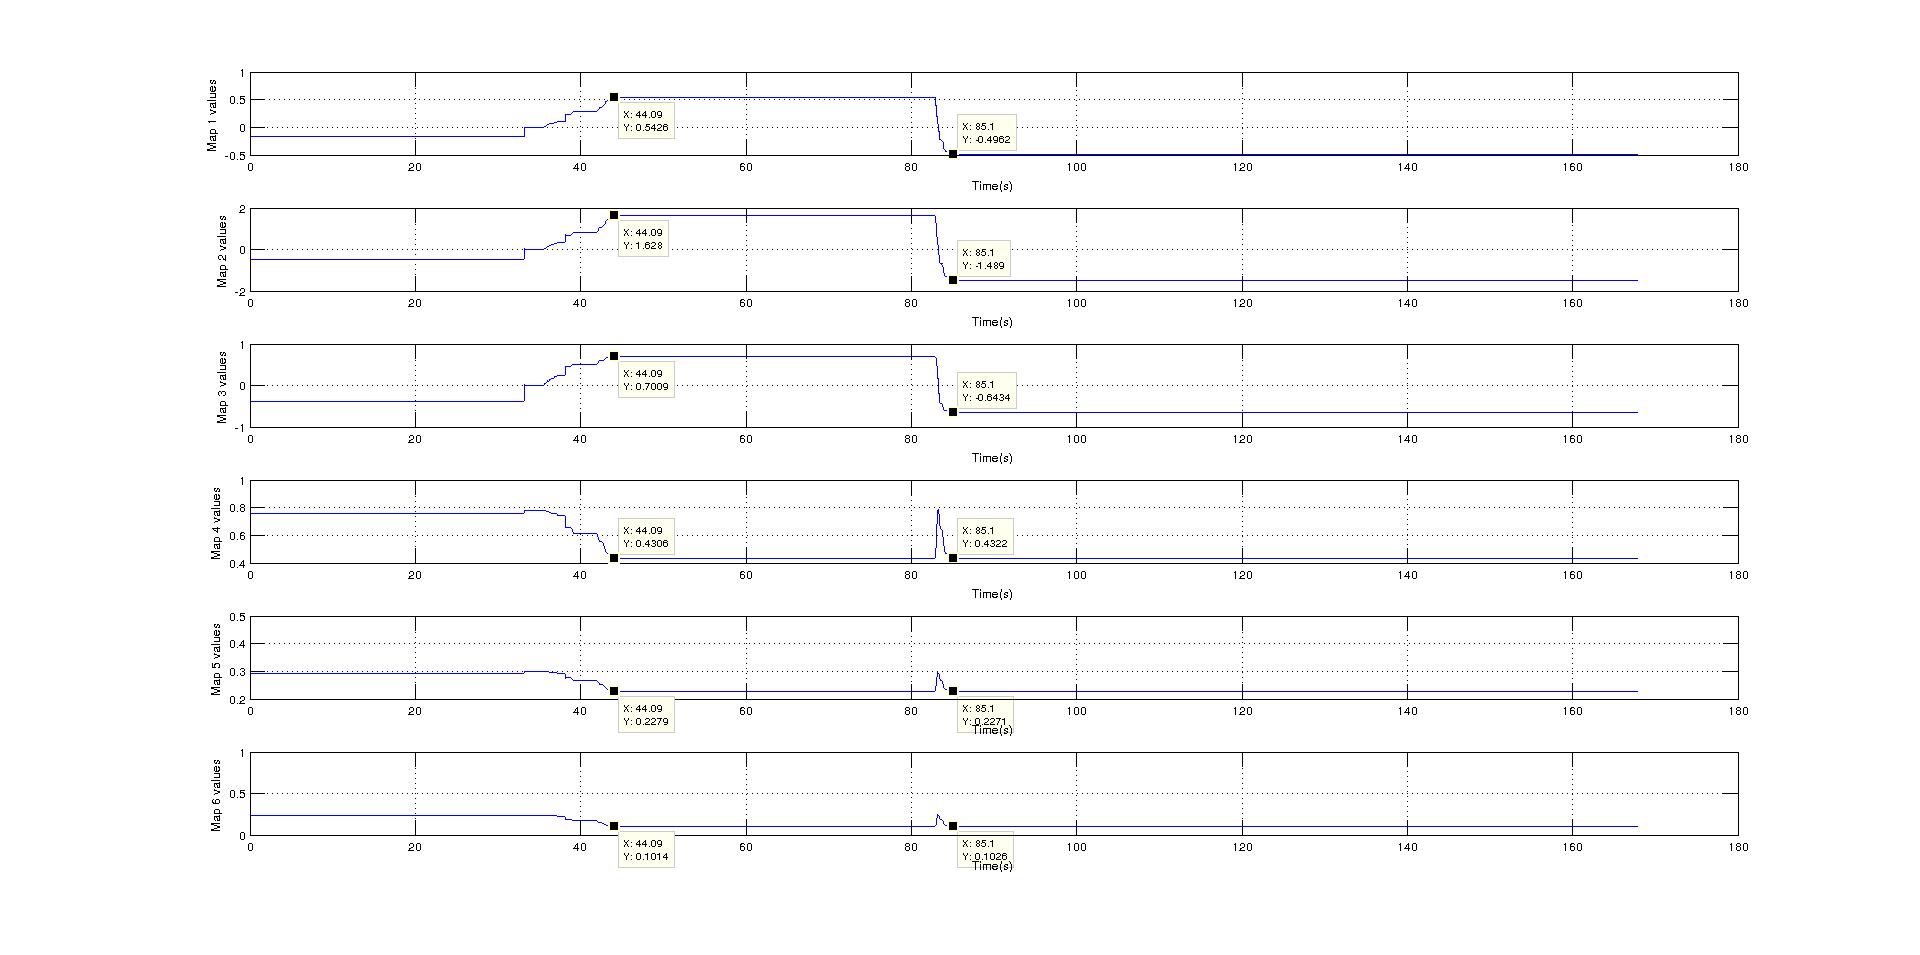 1
0.5
0
-0.5
Map 1 values
X: 44.09
Y: 0.5426
X: 85.1
Y: -0.4962
0 20 40 60 80 100 120 140 160 180
Time(s)
2
0
-2
Map 2 values
X: 44.09
Y: 1.628
X: 85.1
Y: -1.489
0 20 40 60 80 100 120 140 160 180
Time(s)
1
0
-1
Map 3 values
X: 44.09
Y: 0.7009
X: 85.1
Y: -0.6434
0 20 40 60 80 100 120 140 160 180
Time(s)
1
0.8
0.6
0.4
Map 4 values
X: 44.09
Y: 0.4306
X: 85.1
Y: 0.4322
0 20 40 60 80 100 120 140 160 180
Time(s)
0.5
0.4
0.3
0.2
Map 5 values
X: 44.09
Y: 0.2279
X: 85.1
Y: 0.2271
0 20 40 60 80 100 120 140 160 180
Time(s)
1
0.5
0
Map 6 values
X: 44.09
Y: 0.1014
X: 85.1
Y: 0.1026
0 20 40 60 80 100 120 140 160 180
Time(s)